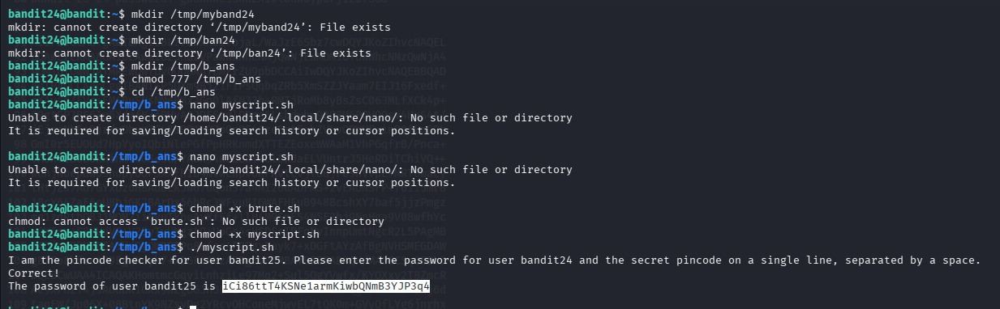 bandit24@bandit:~$ mkdir /tmp/myband24
mkdir: cannot create directory ‘/tmp/myband24’: File exists
bandit24@bandit:~$ mkdir /tmp/ban24
mkdir: cannot create directory ‘/tmp/ban24’: File exists
bandit24@bandit:~$ mkdir /tmp/b_ans
bandit24@bandit:~$ chmod 777 /tmp/b_ans
bandit24@bandit:~$ cd /tmp/b_ans
bandit24@bandit:/tmp/b_ans$ nano myscript.sh
Unable to create directory /home/bandit24/.local/share/nano/: No such file or directory
It is required for saving/loading search history or cursor positions.
bandit24@bandit:/tmp/b_ans$ nano myscript.sh
Unable to create directory /home/bandit24/.local/share/nano/: No such file or directory
It is required for saving/loading search history or cursor positions.
bandit24@bandit:/tmp/b_ans$ chmod +x brute.sh
chmod: cannot access 'brute.sh': No such file or directory
bandit24@bandit:/tmp/b_ans$ chmod +x myscript.sh
bandit24@bandit:/tmp/b_ans$ ./myscript.sh
I am the pincode checker for user bandit25. Please enter the password for user bandit24 and the secret pincode on a single line, separated by a space.
Correct!
The password of user bandit25 is iCi86ttT4KSNe1armKiwbQNmB3YJP3q4
bandit24@bandit:/tmp/b_ans$